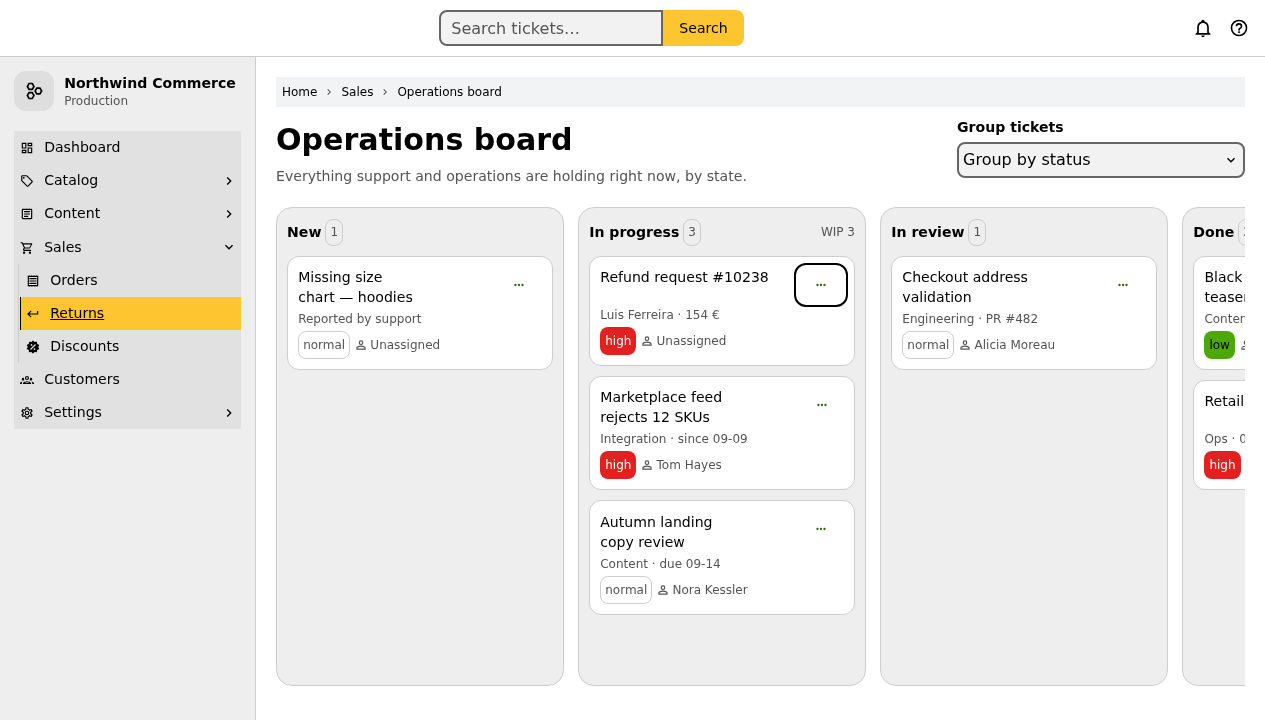 Search tickets...
Search
Northwind Commerce
Production
Dashboard
Catalog
Content
Sales
Orders
Returns
Discounts
Customers
Settings
Home › Sales › Operations board
Operations board
Everything support and operations are holding right now, by state.
Group tickets
Group by status
New 1
Missing size
chart — hoodies
Reported by support
normal Unassigned
In progress 3 WIP 3
Refund request #10238
Luis Ferreira · 154 €
high Unassigned
Marketplace feed
rejects 12 SKUs
Integration · since 09-09
high Tom Hayes
Autumn landing
copy review
Content · due 09-14
normal Nora Kessler
In review 1
Checkout address
validation
Engineering · PR #482
normal Alicia Moreau
Done
Black
low
Retail
Ops ·
high